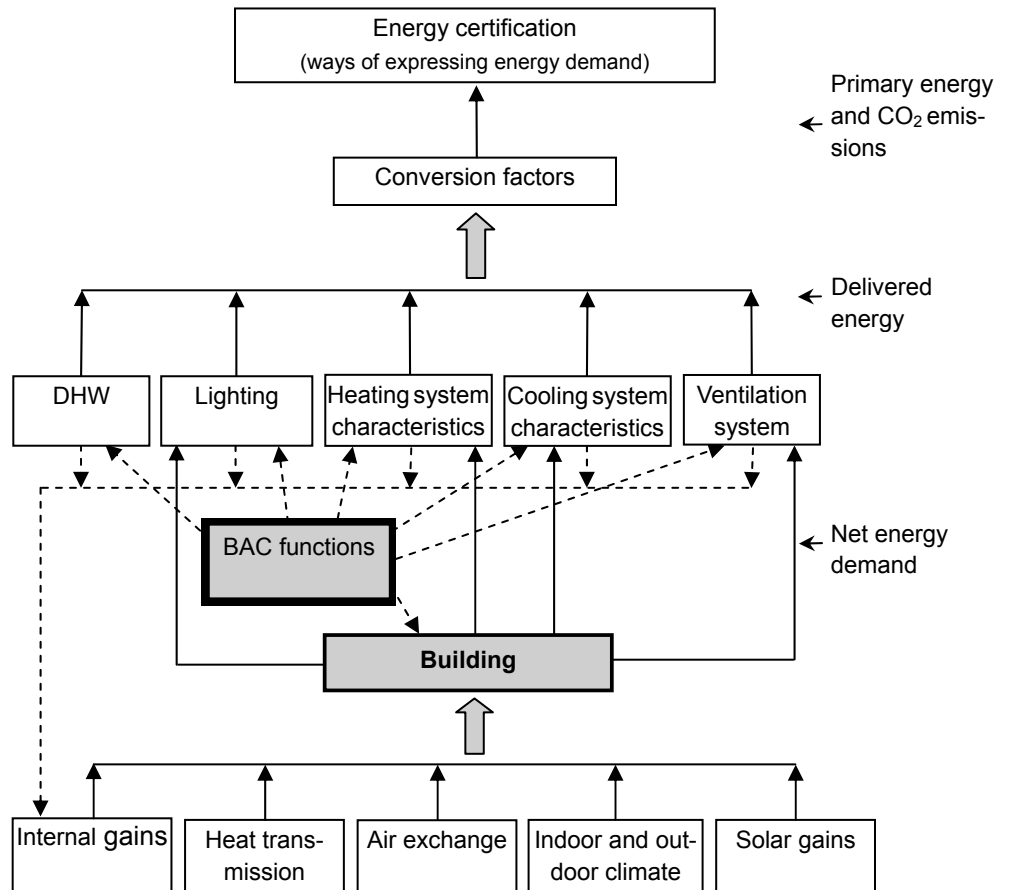 Energy certification
(ways of expressing energy demand)
Primary energy
and CO₂ emis-
sions
Conversion factors
Delivered
energy
DHW
Lighting
Heating system
characteristics
Cooling system
characteristics
Ventilation
system
BAC functions
Net energy
demand
Building
Internal gains
Heat trans-
mission
Air exchange
Indoor and out-
door climate
Solar gains